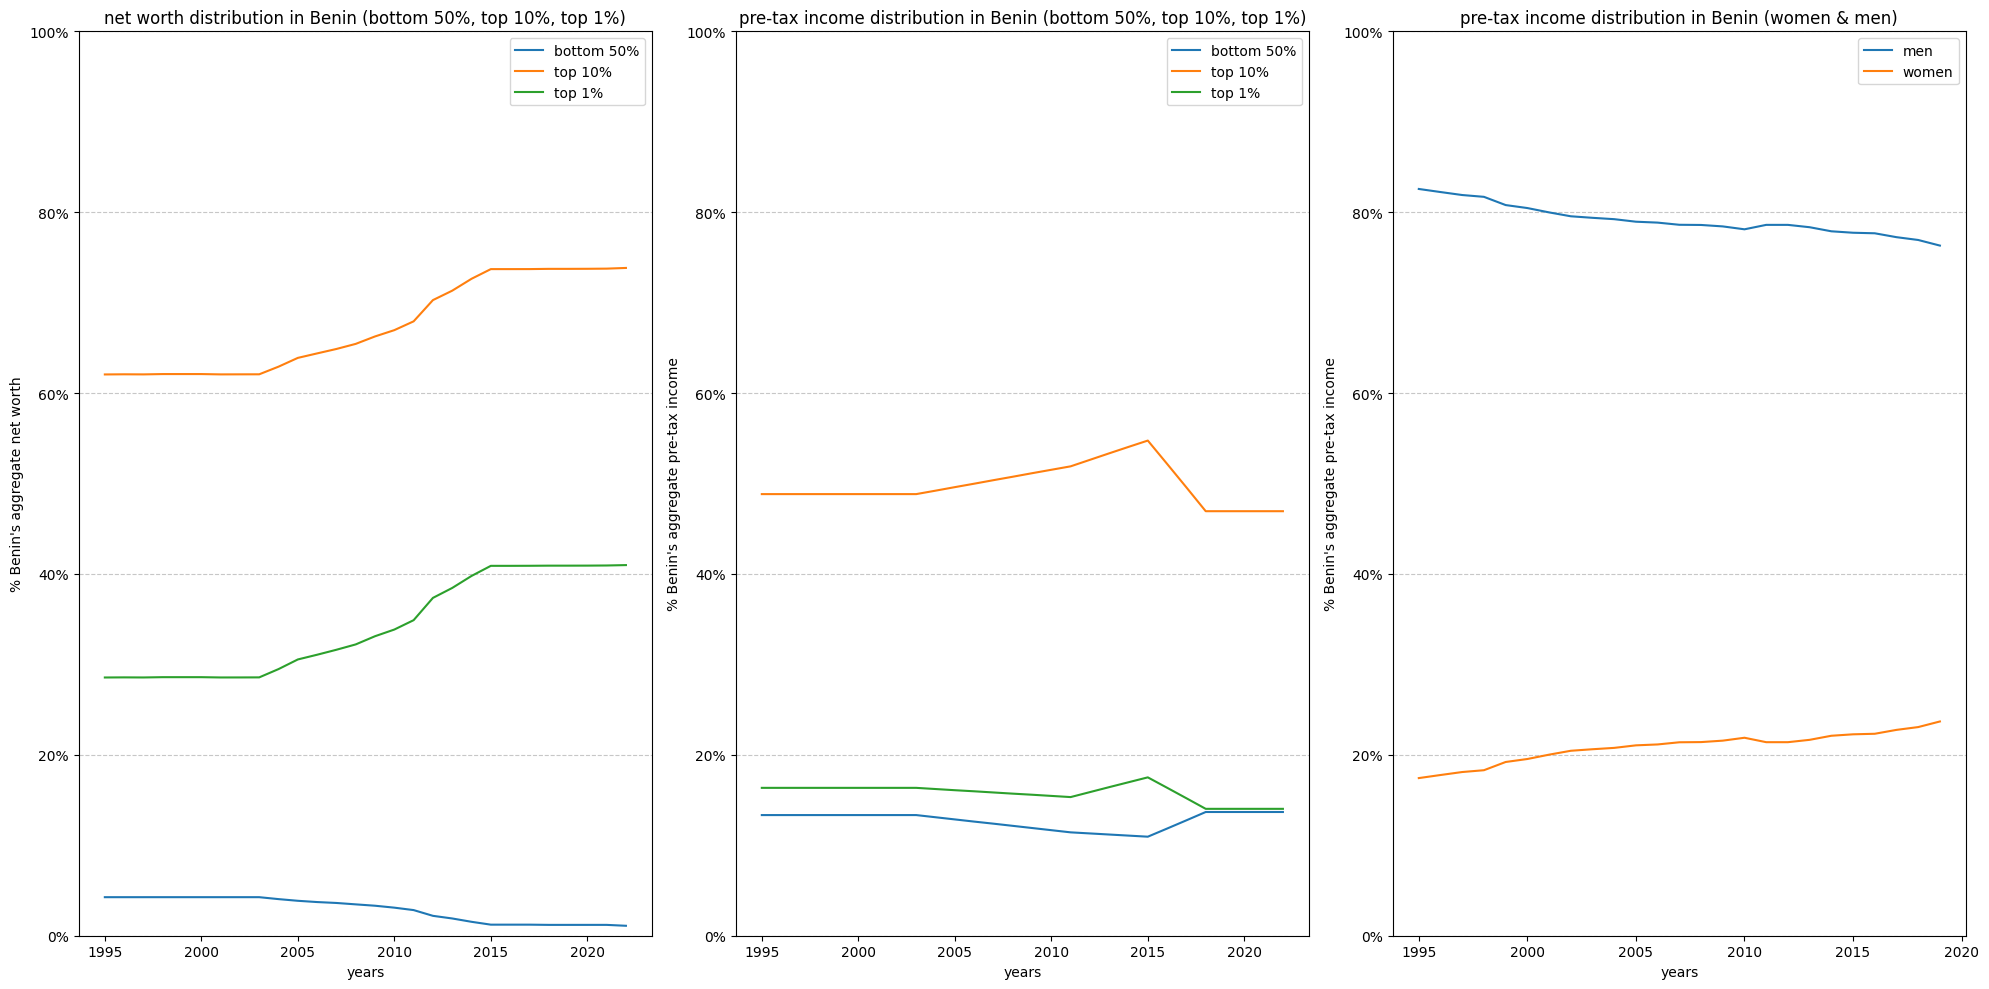 net worth distribution in Benin (bottom 50%, top 10%, top 1%)
100%
80%
60%
40%
20%
0%
% Benin's aggregate net worth
bottom 50%
top 10%
top 1%
1995
2000
2005
2010
2015
2020
years
pre-tax income distribution in Benin (bottom 50%, top 10%, top 1%)
100%
80%
60%
40%
20%
0%
% Benin's aggregate pre-tax income
bottom 50%
top 10%
top 1%
1995
2000
2005
2010
2015
2020
years
pre-tax income distribution in Benin (women & men)
100%
80%
60%
40%
20%
0%
% Benin's aggregate pre-tax income
men
women
1995
2000
2005
2010
2015
2020
years